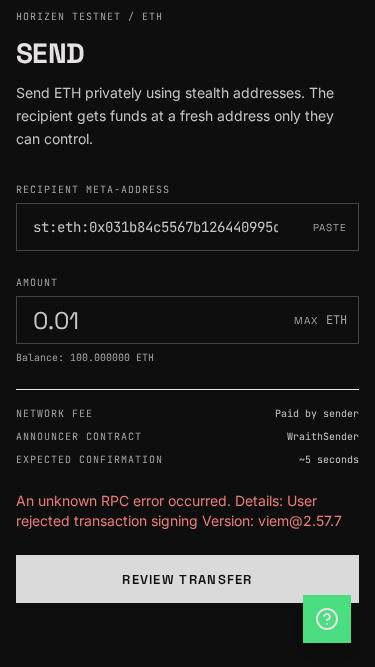 HORIZEN TESTNET / ETH
SEND
Send ETH privately using stealth addresses. The
recipient gets funds at a fresh address only they
can control.
RECIPIENT META-ADDRESS
st:eth:0x031b84c5567b126440995c PASTE
AMOUNT
0.01 MAX ETH
Balance: 100.000000 ETH
NETWORK FEE Paid by sender
ANNOUNCER CONTRACT WraithSender
EXPECTED CONFIRMATION ~5 seconds
An unknown RPC error occurred. Details: User
rejected transaction signing Version: viem@2.57.7
REVIEW TRANSFER